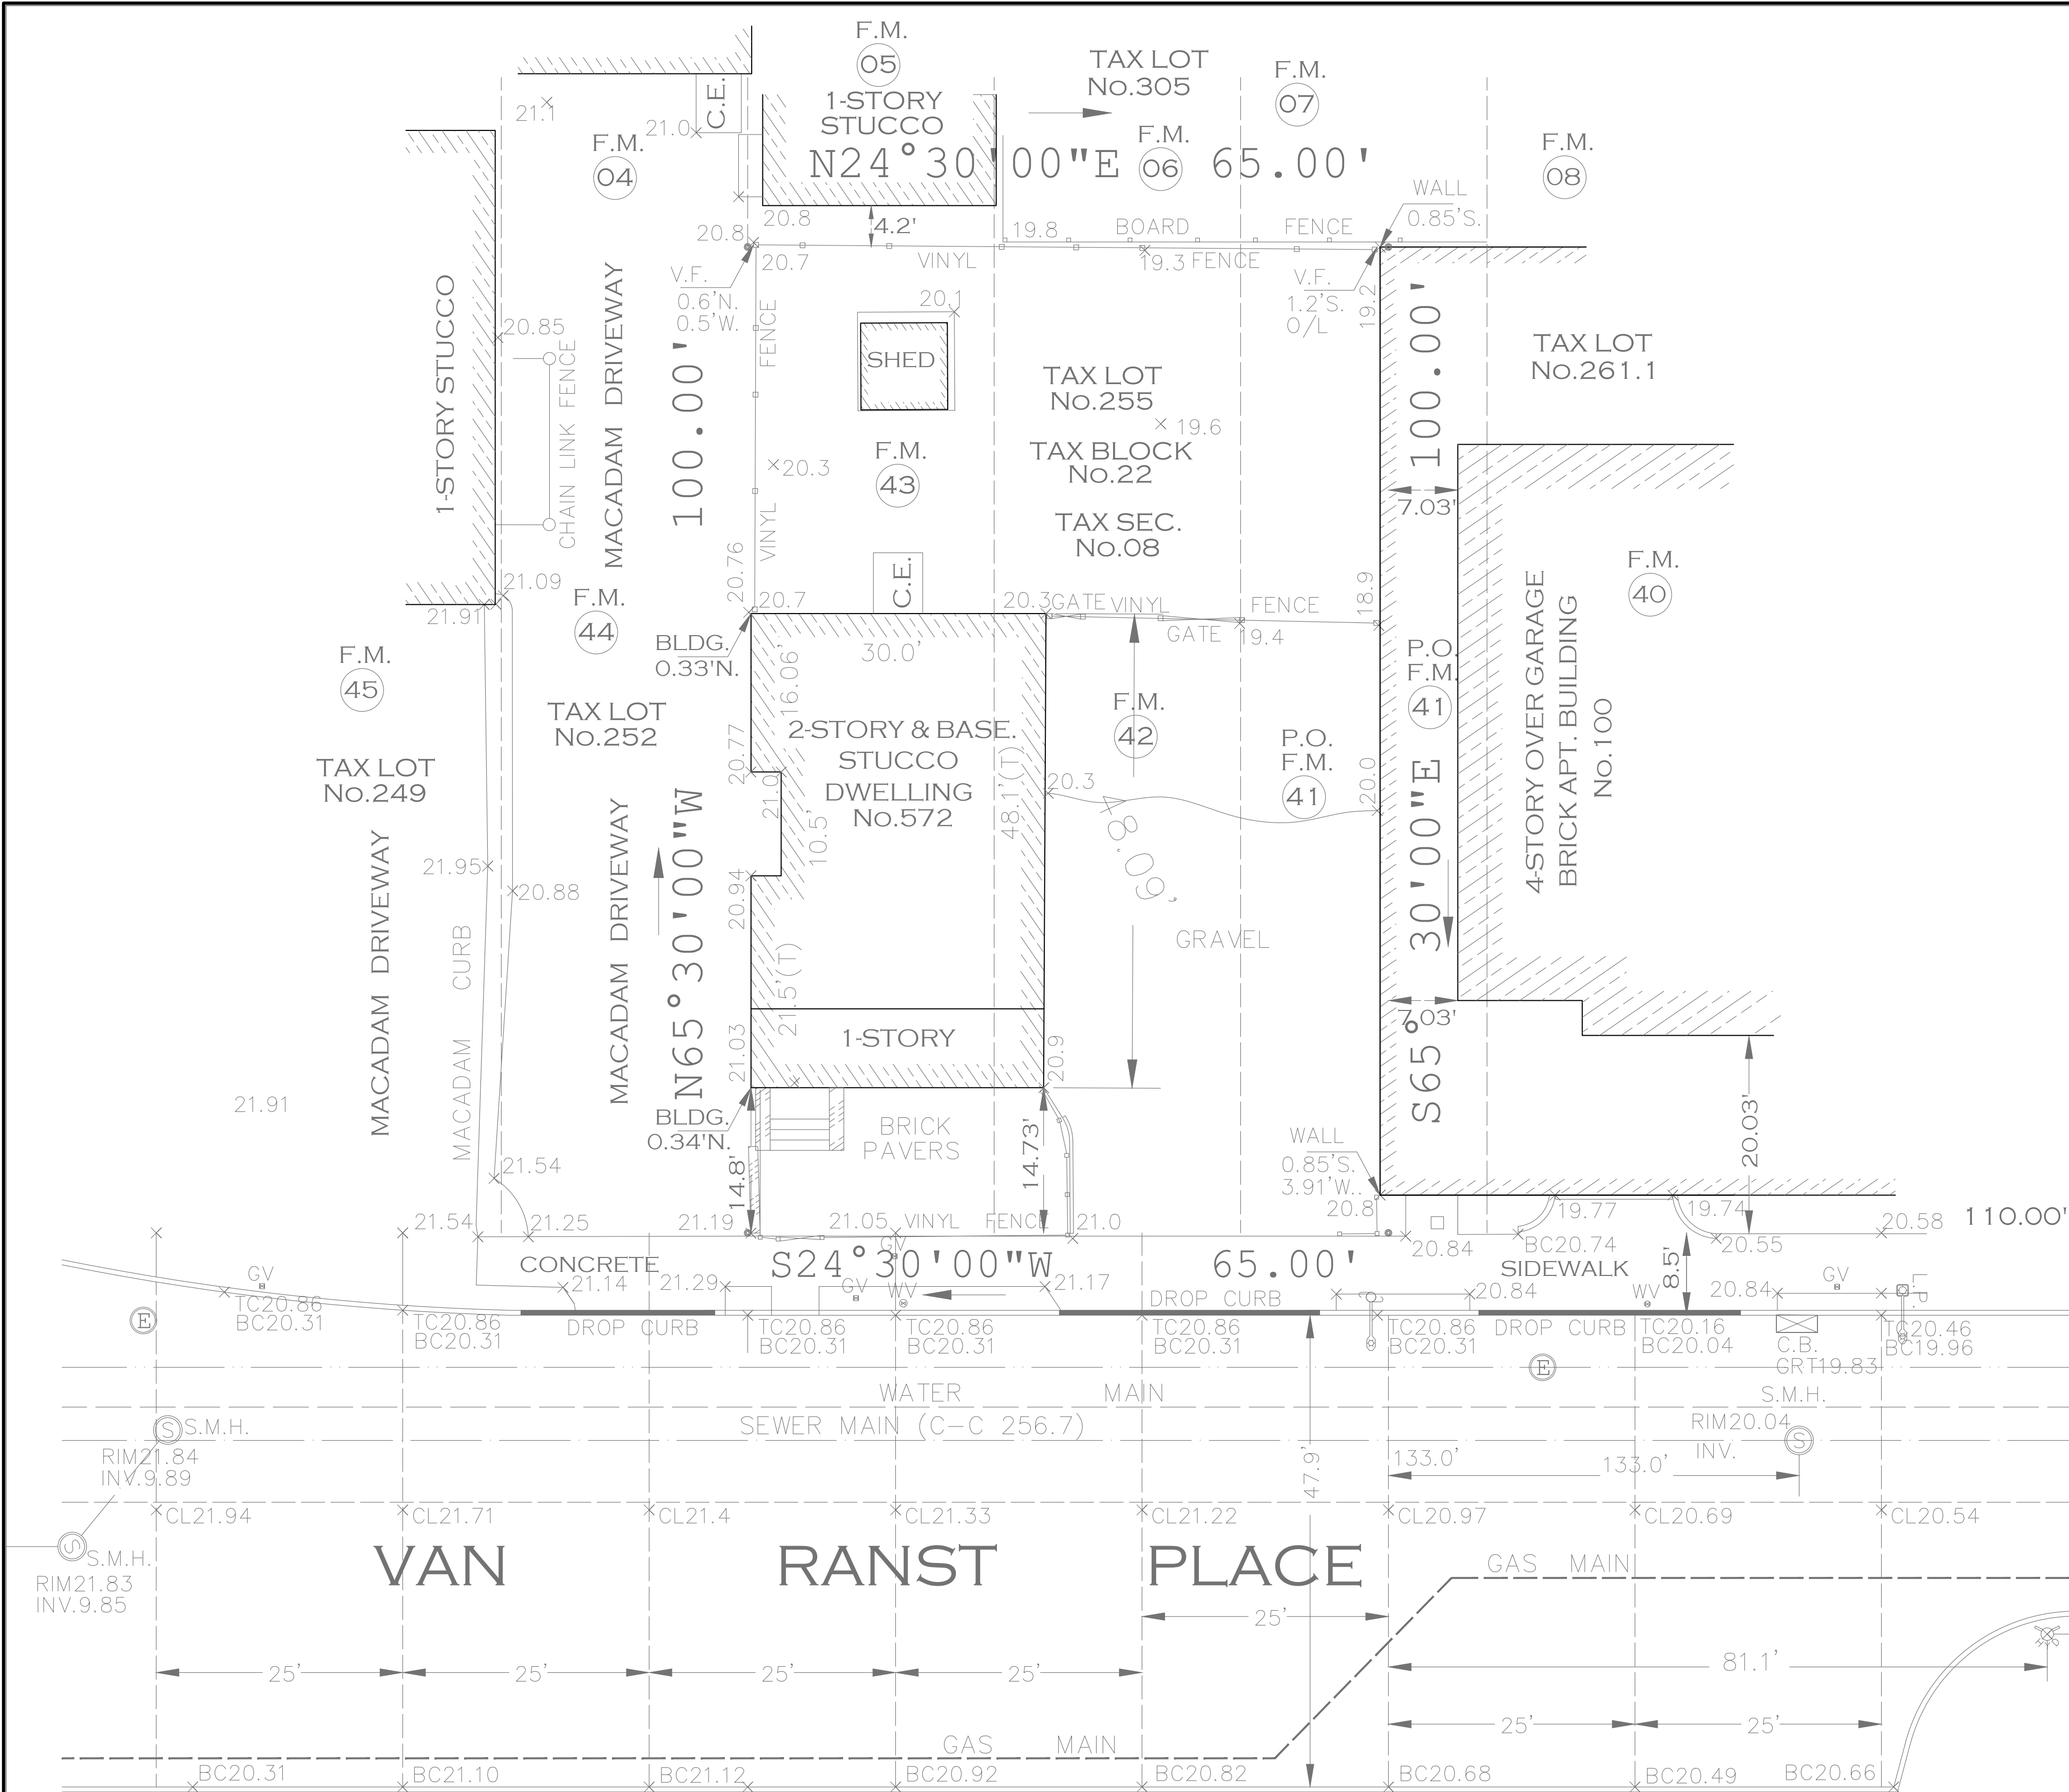 F.M.
05
1-STORY
STUCCO
TAX LOT
No.305
F.M.
07
F.M.
06
F.M.
08
C.E.
21.1
21.0
F.M.
04
N24°30'00"E 65.00'
WALL
0.85'S.
20.8
20.8
4.2'
19.8 BOARD FENCE
20.7
VINYL
19.3 FENCE
V.F.
0.6'N.
0.5'W.
V.F.
1.2'S.
O/L
19.2
20.1
SHED
FENCE
VINYL
1-STORY STUCCO
20.85
CHAIN LINK FENCE
MACADAM DRIVEWAY
100.00'
TAX LOT
No.255
19.6
TAX BLOCK
No.22
TAX SEC.
No.08
20.3
F.M.
43
100.00'
TAX LOT
No.261.1
7.03'
F.M.
40
21.09
21.91
F.M.
44
20.76
20.7
C.E.
20.3
GATE
VINYL
FENCE
GATE
19.4
18.9
BLDG.
0.33'N.
30.0'
16.06'
F.M.
45
TAX LOT
No.252
TAX LOT
No.249
2-STORY & BASE.
STUCCO
DWELLING
No.572
20.77
21.0
10.5'
48.1'(T)
F.M.
42
20.3
48.09'
P.O.
F.M.
41
20.0
P.O.
F.M.
41
4-STORY OVER GARAGE
BRICK APT. BUILDING
No.100
MACADAM DRIVEWAY
MACADAM CURB
21.95
20.88
MACADAM DRIVEWAY
N65°30'00"W
20.94
21.5'(T)
GRAVEL
S65°30'00"E
7.03'
1-STORY
21.03
20.9
21.91
BLDG.
0.34'N.
BRICK
PAVERS
14.8'
14.73'
WALL
0.85'S.
3.91'W..
20.03'
21.54
21.54
21.25
21.19
21.05 VINYL FENCE
21.0
20.8
20.84
19.77
19.74
BC20.74
20.55
20.58
110.00'
CONCRETE
GV
S24°30'00"W 65.00'
SIDEWALK
8.5'
GV
21.14
21.29
GV
WV
21.17
DROP CURB
20.84
WV
20.84
GV
L.P.
TC20.86
BC20.31
TC20.86
BC20.31
DROP CURB
TC20.86
BC20.31
TC20.86
BC20.31
TC20.86
BC20.31
TC20.86
BC20.31
DROP CURB
TC20.16
BC20.04
C.B.
GRT19.83
TC20.46
BC19.96
E
E
WATER MAIN
SEWER MAIN (C-C 256.7)
S
S.M.H.
RIM21.84
INV.9.89
47.9'
133.0'
133.0'
S.M.H.
RIM20.04
INV.
S
CL21.94
CL21.71
CL21.4
CL21.33
CL21.22
CL20.97
CL20.69
CL20.54
S
S.M.H.
RIM21.83
INV.9.85
VAN RANST PLACE
GAS MAIN
25'
25'
25'
25'
25'
81.1'
25'
25'
GAS MAIN
BC20.31
BC21.10
BC21.12
BC20.92
BC20.82
BC20.68
BC20.49
BC20.66